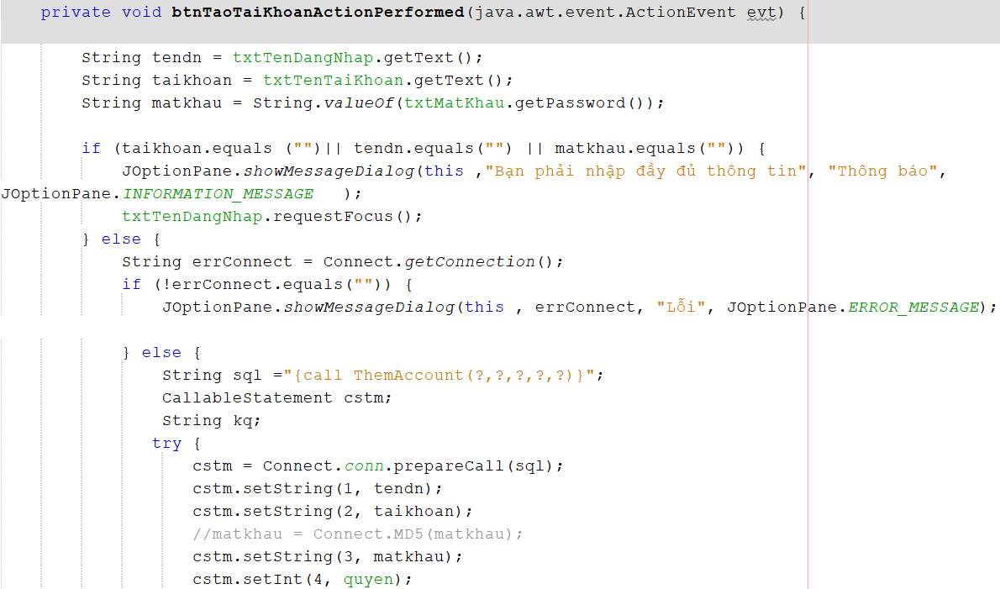 private void btnTaoTaiKhoanActionPerformed(java.awt.event.ActionEvent evt) {
String tendn = txtTenDangNhap.getText();
String taikhoan = txtTenTaiKhoan.getText();
String matkhau = String.valueOf(txtMatKhau.getPassword());
if (taikhoan.equals ("")|| tendn.equals("") || matkhau.equals("")) {
JOptionPane.showMessageDialog(this ,"Bạn phải nhập đầy đủ thông tin", "Thông báo",
JOptionPane.INFORMATION_MESSAGE   );
txtTenDangNhap.requestFocus();
} else {
String errConnect = Connect.getConnection();
if (!errConnect.equals("")) {
JOptionPane.showMessageDialog(this , errConnect, "Lỗi", JOptionPane.ERROR_MESSAGE);
} else {
String sql ="{call ThemAccount(?,?,?,?,?)}";
CallableStatement cstm;
String kq;
try {
cstm = Connect.conn.prepareCall(sql);
cstm.setString(1, tendn);
cstm.setString(2, taikhoan);
//matkhau = Connect.MD5(matkhau);
cstm.setString(3, matkhau);
cstm.setInt(4, quyen);